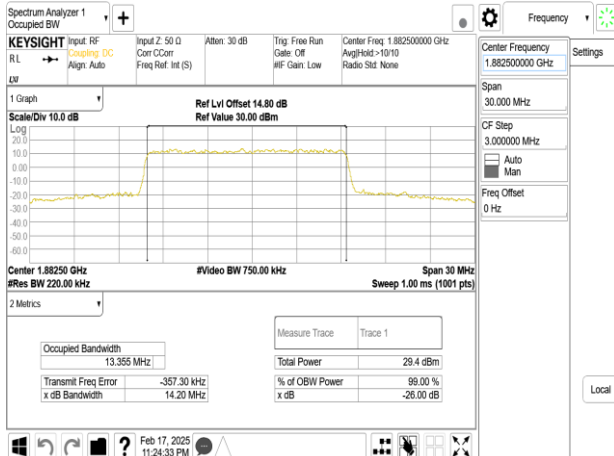 Spectrum Analyzer 1
Occupied BW
Frequency
KEYSIGHT
RL
LXI
Input: RF
Coupling: DC
Align: Auto
Input Z: 50 Ω
Corr CCorr
Freq Ref: Int (S)
Atten: 30 dB
Trig: Free Run
Gate: Off
#IF Gain: Low
Center Freq: 1.882500000 GHz
Avg|Hold:>10/10
Radio Std: None
Center Frequency
1.882500000 GHz
Settings
Span
30.000 MHz
CF Step
3.000000 MHz
Auto
Man
Freq Offset
0 Hz
1 Graph
Scale/Div 10.0 dB
Ref Lvl Offset 14.80 dB
Ref Value 30.00 dBm
Log
20.0
10.0
0.00
-10.0
-20.0
-30.0
-40.0
-50.0
-60.0
Center 1.88250 GHz
#Res BW 220.00 kHz
#Video BW 750.00 kHz
Span 30 MHz
Sweep 1.00 ms (1001 pts)
2 Metrics
Measure Trace Trace 1
Occupied Bandwidth
13.355 MHz
Total Power 29.4 dBm
Transmit Freq Error -357.30 kHz
% of OBW Power 99.00 %
x dB Bandwidth 14.20 MHz
x dB -26.00 dB
Local
?
Feb 17, 2025
11:24:33 PM